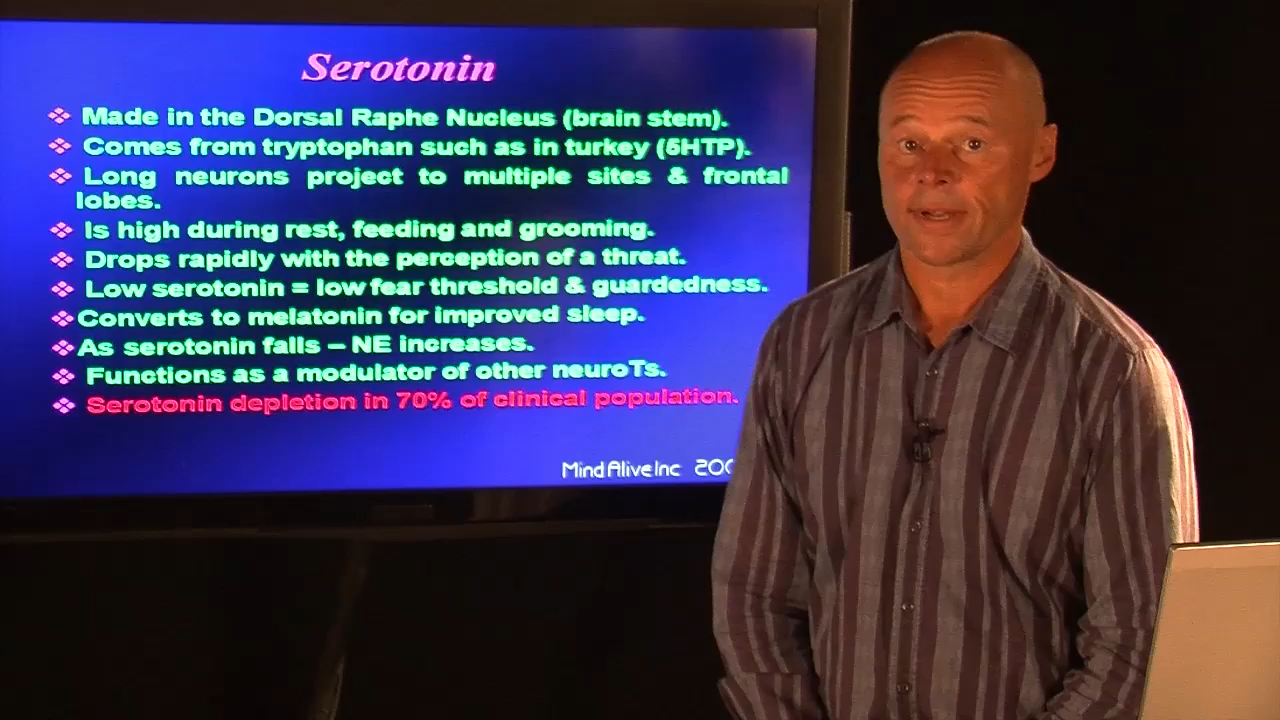 Serotonin
❖ Made in the Dorsal Raphe Nucleus (brain stem).
❖ Comes from tryptophan such as in turkey (5HTP).
❖ Long neurons project to multiple sites & frontal
lobes.
❖ Is high during rest, feeding and grooming.
❖ Drops rapidly with the perception of a threat.
❖ Low serotonin = low fear threshold & guardedness.
❖ Converts to melatonin for improved sleep.
❖ As serotonin falls – NE increases.
❖ Functions as a modulator of other neuroTs.
❖ Serotonin depletion in 70% of clinical population.
Mind Alive Inc